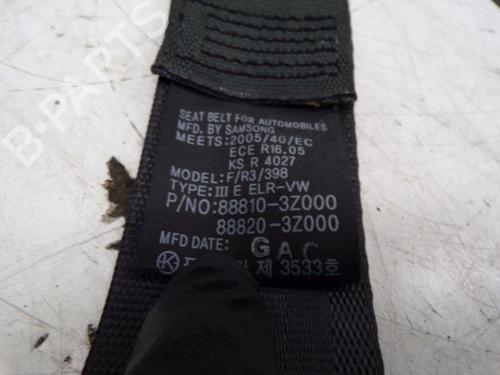 SEAT BELT FOR AUTOMOBILES
MFD. BY SAMSONG
MEETS: 2005/40/EC
ECE R16.05
KS R 4027
MODEL: F/R3/398
TYPE: III E ELR-VW
P/NO: 88810-3Z000
88820-3Z000
MFD DATE: GAC
제 3533호
B-PARTS